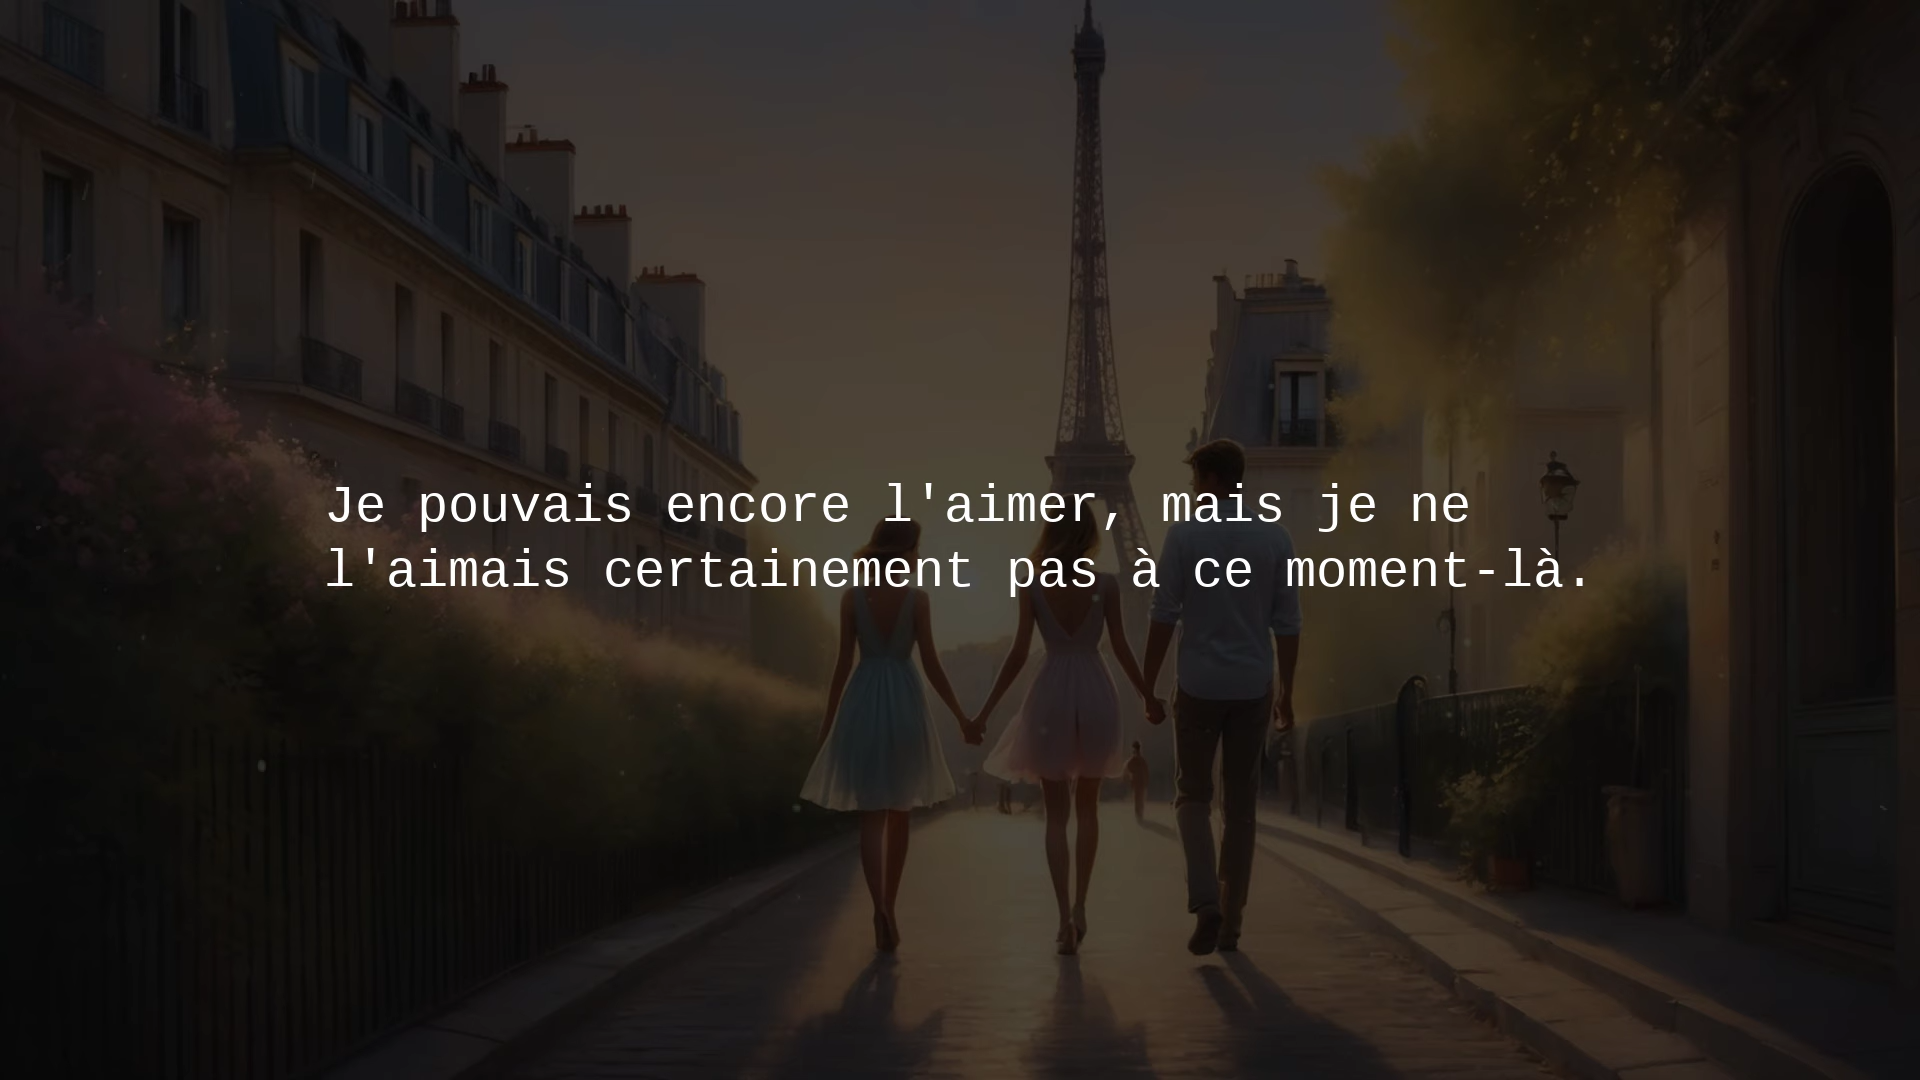 Je pouvais encore l'aimer, mais je ne
l'aimais certainement pas à ce moment-là.